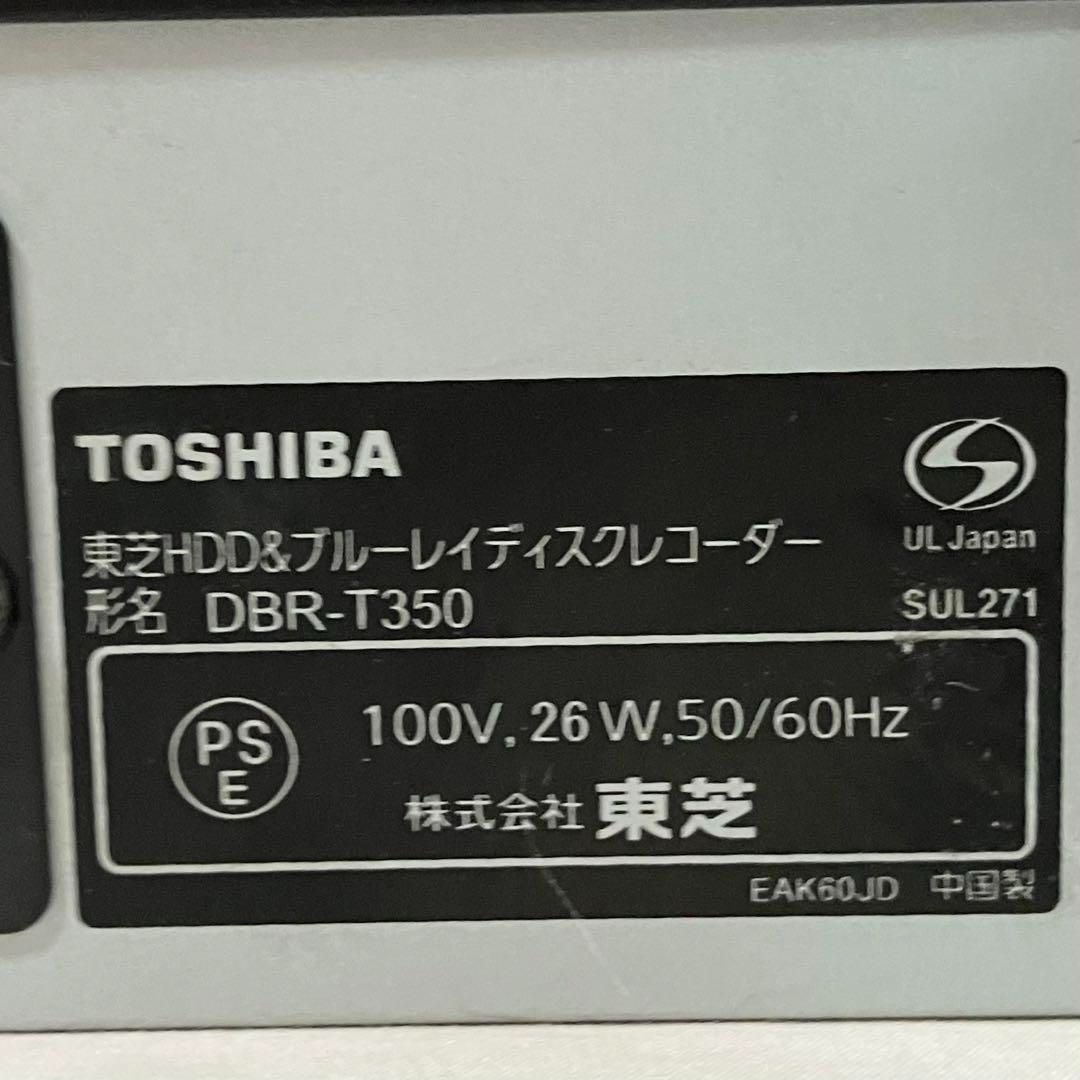 TOSHIBA
東芝HDD&ブルーレイディスクレコーダー
形名 DBR-T350
UL Japan
SUL271
PS
E
100V, 26W, 50/60Hz
株式会社 東芝
EAK60JD 中国製